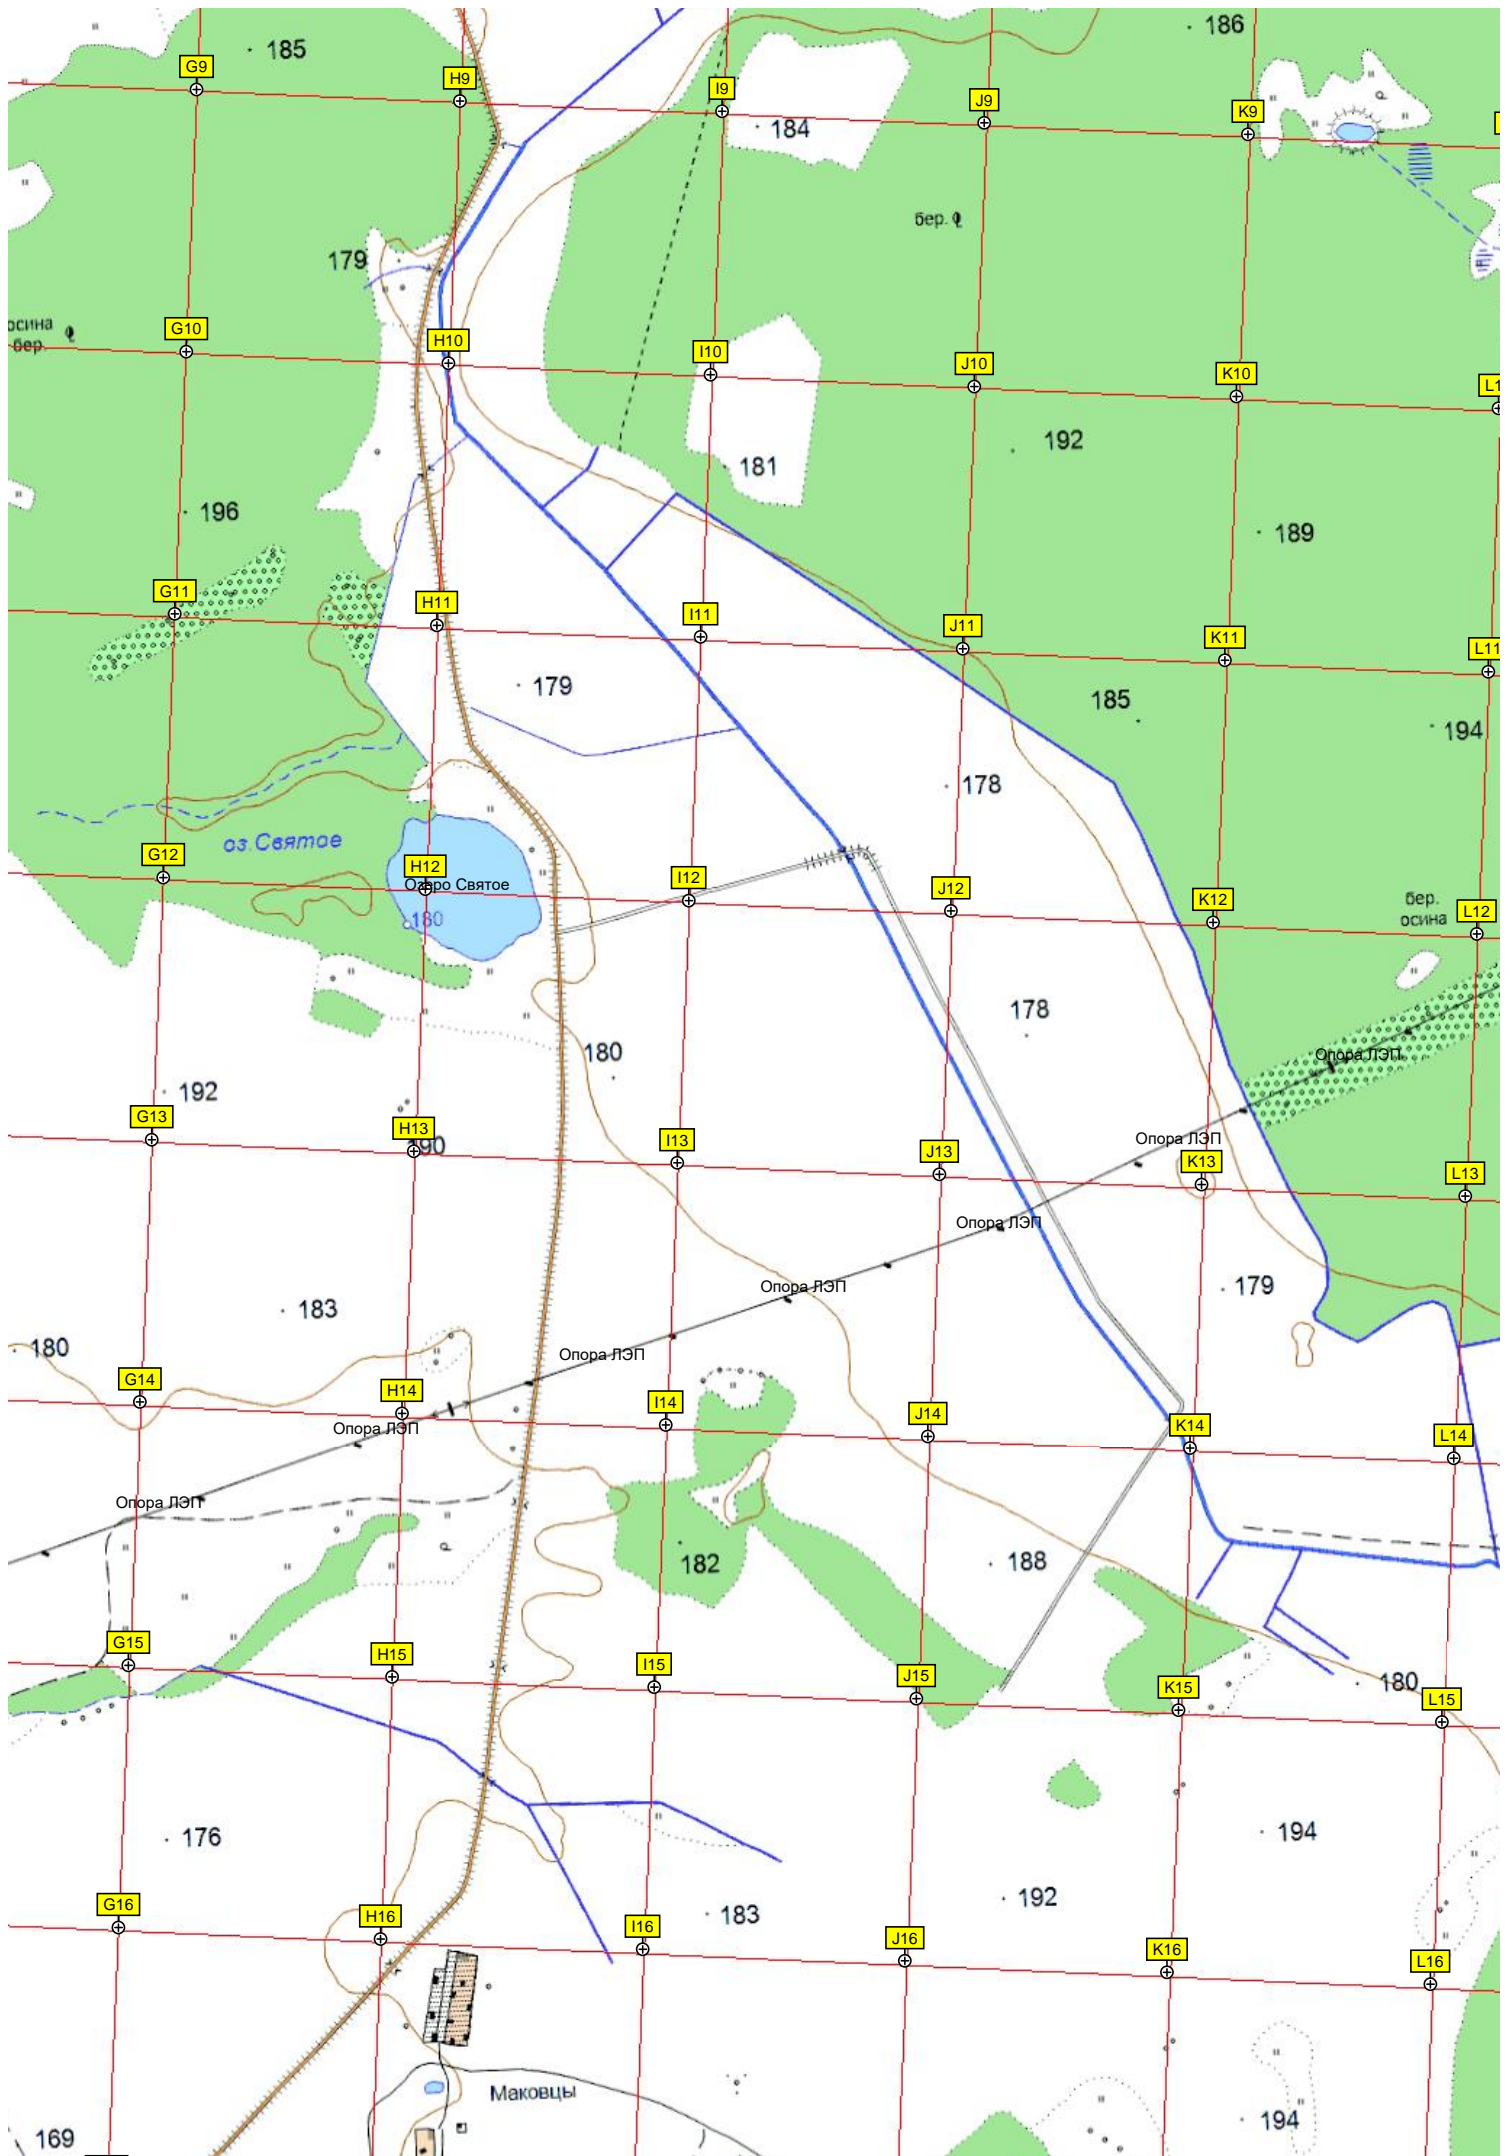 186
185
G9
H9
I9
J9
K9
184
бер.
179
осина
бер.
G10
H10
I10
J10
K10
L1
192
181
196
189
G11
H11
I11
J11
K11
L11
179
185
194
178
оз.Святое
G12
H12
I12
J12
K12
L12
Озеро Святое
180
бер.
осина
178
180
Опора ЛЭП
192
G13
H13
I13
J13
K13
L13
190
Опора ЛЭП
Опора ЛЭП
Опора ЛЭП
179
183
180
Опора ЛЭП
G14
H14
I14
J14
K14
L14
Опора ЛЭП
Опора ЛЭП
182
188
G15
H15
I15
J15
K15
L15
180
176
194
192
183
G16
H16
I16
J16
K16
L16
Маковцы
194
169